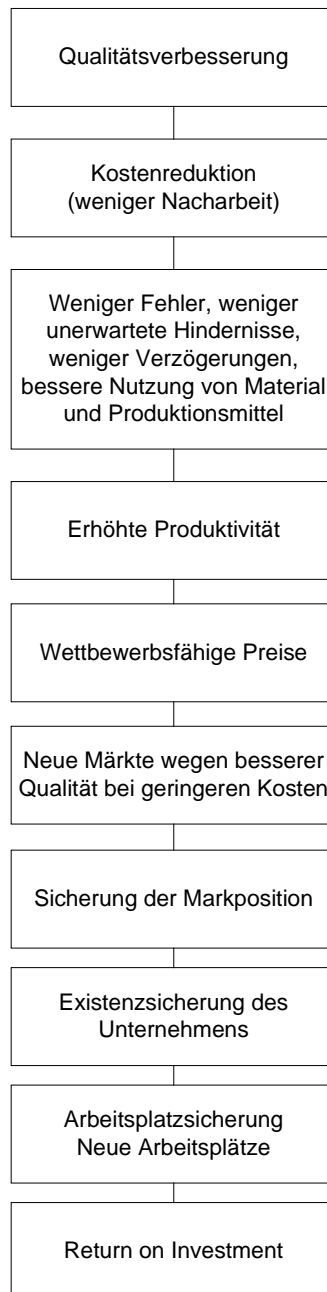 Qualitätsverbesserung
Kostenreduktion
(weniger Nacharbeit)
Weniger Fehler, weniger
unerwartete Hindernisse,
weniger Verzögerungen,
bessere Nutzung von Material
und Produktionsmittel
Erhöhte Produktivität
Wettbewerbsfähige Preise
Neue Märkte wegen besserer
Qualität bei geringeren Kosten
Sicherung der Markposition
Existenzsicherung des
Unternehmens
Arbeitsplatzsicherung
Neue Arbeitsplätze
Return on Investment